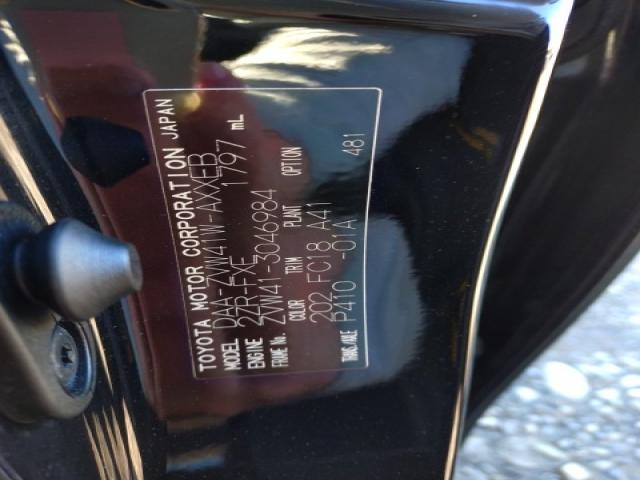 TOYOTA MOTOR CORPORATION JAPAN
MODEL DAA-ZVW41W-AXXEB
ENGINE 2ZR-FXE 1797 mL
FRAME No. ZVW41-3046984
COLOR TRIM PLANT OPTION
202 FC18 A41 481
TRANS./AXLE P410 -01A